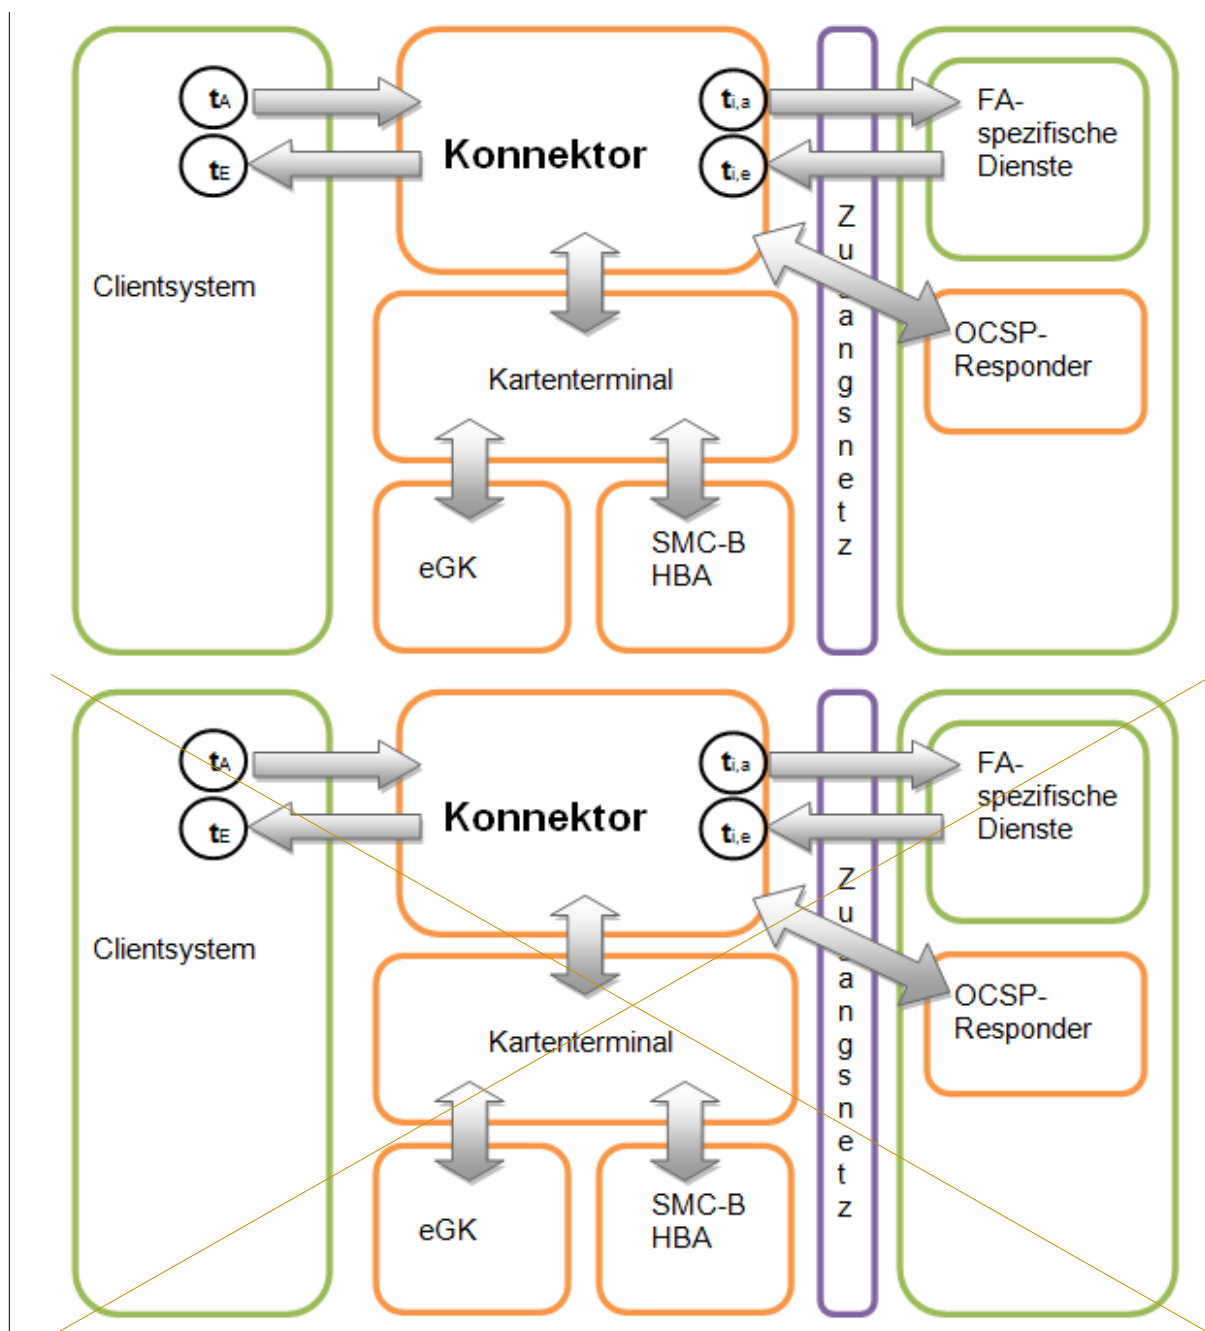 tA
tE
Konnektor
ti,a
ti,e
FA-
spezifische
Dienste
Clientsystem
Kartenterminal
OCSP-
Responder
eGK
SMC-B
HBA
Z
u
a
n
g
s
n
e
t
z
tA
tE
Konnektor
ti,a
ti,e
FA-
spezifische
Dienste
Clientsystem
Kartenterminal
OCSP-
Responder
eGK
SMC-B
HBA
Z
u
a
n
g
s
n
e
t
z